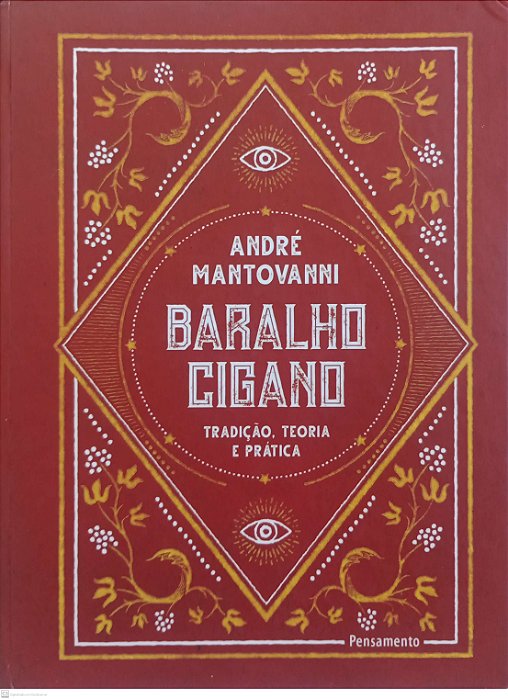 ANDRÉ
MANTOVANNI
BARALHO
CIGANO
TRADIÇÃO, TEORIA
E PRÁTICA
Pensamento